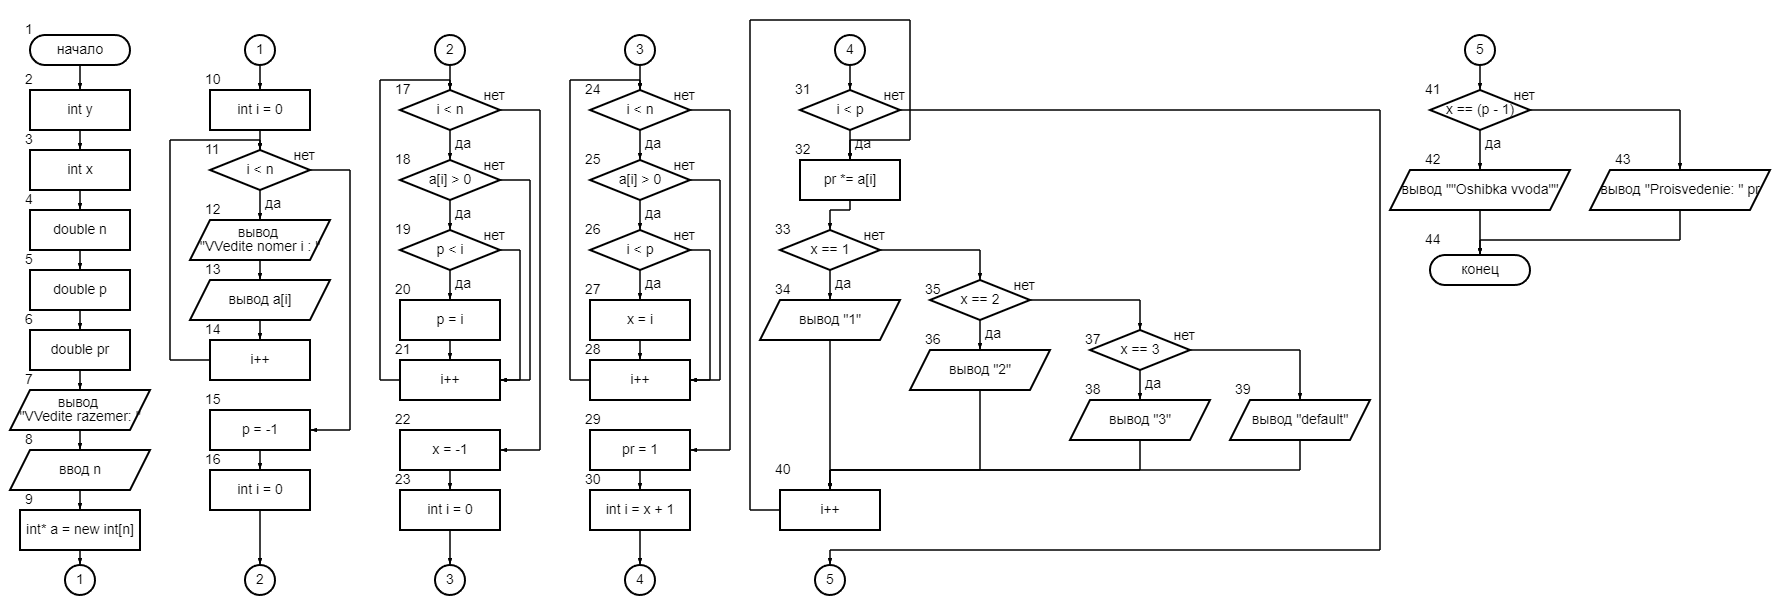 1
начало
2
int y
3
int x
4
double n
5
double p
6
double pr
7
вывод
"VVedite razemer: "
8
ввод n
9
int* a = new int[n]
1
1
10
int i = 0
11
i < n
нет
да
12
вывод
"VVedite nomer i : "
13
вывод a[i]
14
i++
15
p = -1
16
int i = 0
2
2
17
i < n
нет
да
18
a[i] > 0
нет
да
19
p < i
нет
да
20
p = i
21
i++
22
x = -1
23
int i = 0
3
3
24
i < n
нет
да
25
a[i] > 0
нет
да
26
i < p
нет
да
27
x = i
28
i++
29
pr = 1
30
int i = x + 1
4
4
31
i < p
нет
да
32
pr *= a[i]
33
x == 1
нет
да
34
вывод "1"
35
x == 2
нет
да
36
вывод "2"
37
x == 3
нет
да
38
вывод "3"
39
вывод "default"
40
i++
5
5
41
x == (p - 1)
нет
да
42
вывод ""Oshibka vvoda""
43
вывод "Proisvedenie: " pr
44
конец